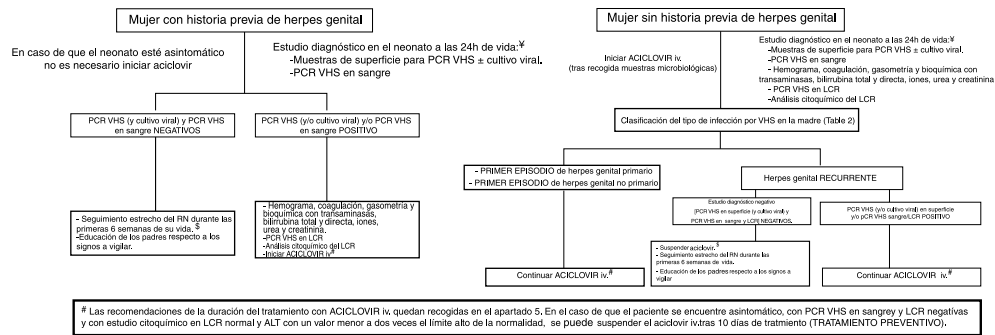 Mujer con historia previa de herpes genital
En caso de que el neonato esté asintomático
no es necesario iniciar aciclovir
Estudio diagnóstico en el neonato a las 24h de vida:¥
-Muestras de superficie para PCR VHS ± cultivo viral.
-PCR VHS en sangre
PCR VHS (y cultivo viral) y PCR VHS
en sangre NEGATIVOS
PCR VHS (y/o cultivo viral) y/o PCR VHS
en sangre POSITIVO
- Seguimiento estrecho del RN durante las
primeras 6 semanas de su vida. $
-Educación de los padres respecto a los
signos a vigilar.
- Hemograma, coagulación, gasometría y
bioquímica con transaminasas,
bilirrubina total y directa, iones,
urea y creatinina.
-PCR VHS en LCR
-Análisis citoquímico del LCR
-Iniciar ACICLOVIR iv#
Mujer sin historia previa de herpes genital
Iniciar ACICLOVIR iv.
(tras recogida muestras microbiológicas)
Estudio diagnóstico en el neonato a las 24h de vida:¥
-Muestras de superficie para PCR VHS ± cultivo viral.
-PCR VHS en sangre
- Hemograma, coagulación, gasometría y bioquímica con
transaminasas, bilirrubina total y directa, iones, urea y creatinina
- PCR VHS en LCR
-Análisis citoquímico del LCR
Clasificación del tipo de infección por VHS en la madre (Table 2)
- PRIMER EPISODIO de herpes genital primario
- PRIMER EPISODIO de herpes genital no primario
Herpes genital RECURRENTE
Estudio diagnóstico negativo
[PCR VHS en superficie (y cultivo viral) y
PCR VHS en sangre y LCR] NEGATIVOS.
PCR VHS (y/o cultivo viral) en superficie
y/o pCR VHS sangre/LCR POSITIVO
- Suspender aciclovir.$
- Seguimiento estrecho del RN durante las
primeras 6 semanas de vida.
- Educación de los padres respecto a los signos a
vigilar
Continuar ACICLOVIR iv.#
Continuar ACICLOVIR iv.#
# Las recomendaciones de la duración del tratamiento con ACICLOVIR iv. quedan recogidas en el apartado 5. En el caso de que el paciente se encuentre asintomático, con PCR VHS en sangrey y LCR negativas
y con estudio citoquímico en LCR normal y ALT con un valor menor a dos veces el límite alto de la normalidad, se puede suspender el aciclovir iv.tras 10 días de tratmiento (TRATAMIENTO PREVENTIVO).